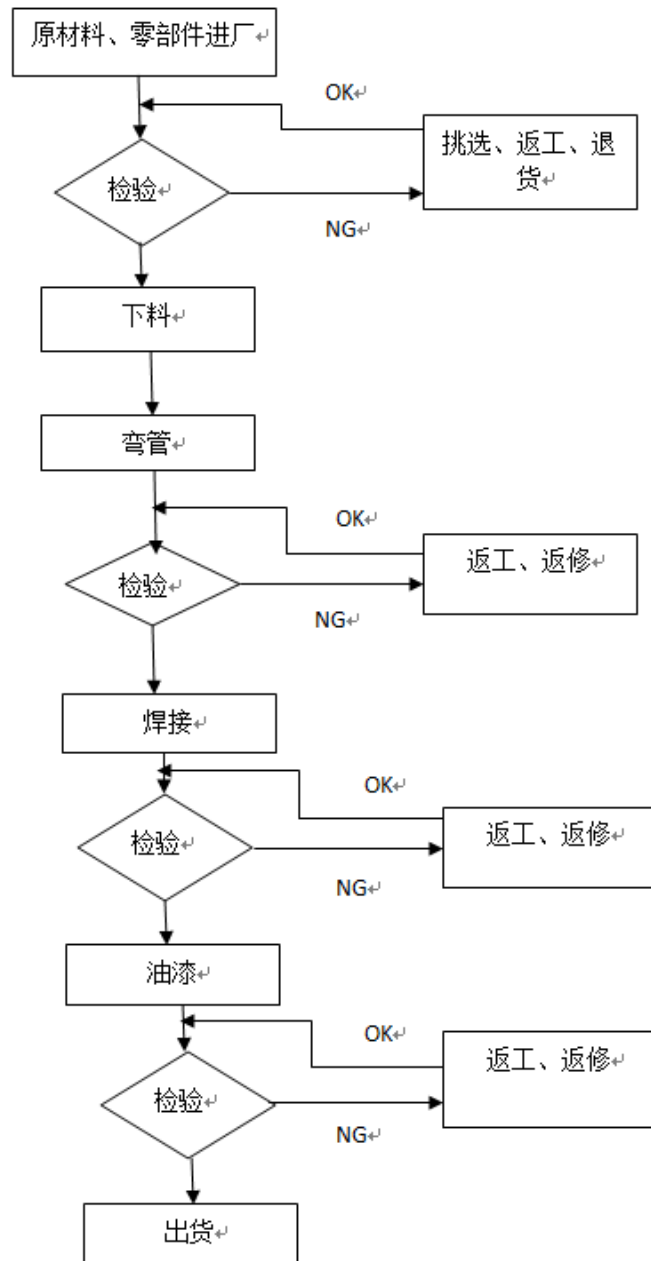 原材料、零部件进厂
OK
挑选、返工、退
货
检验
NG
下料
弯管
OK
返工、返修
检验
NG
焊接
OK
返工、返修
检验
NG
油漆
OK
返工、返修
检验
NG
出货